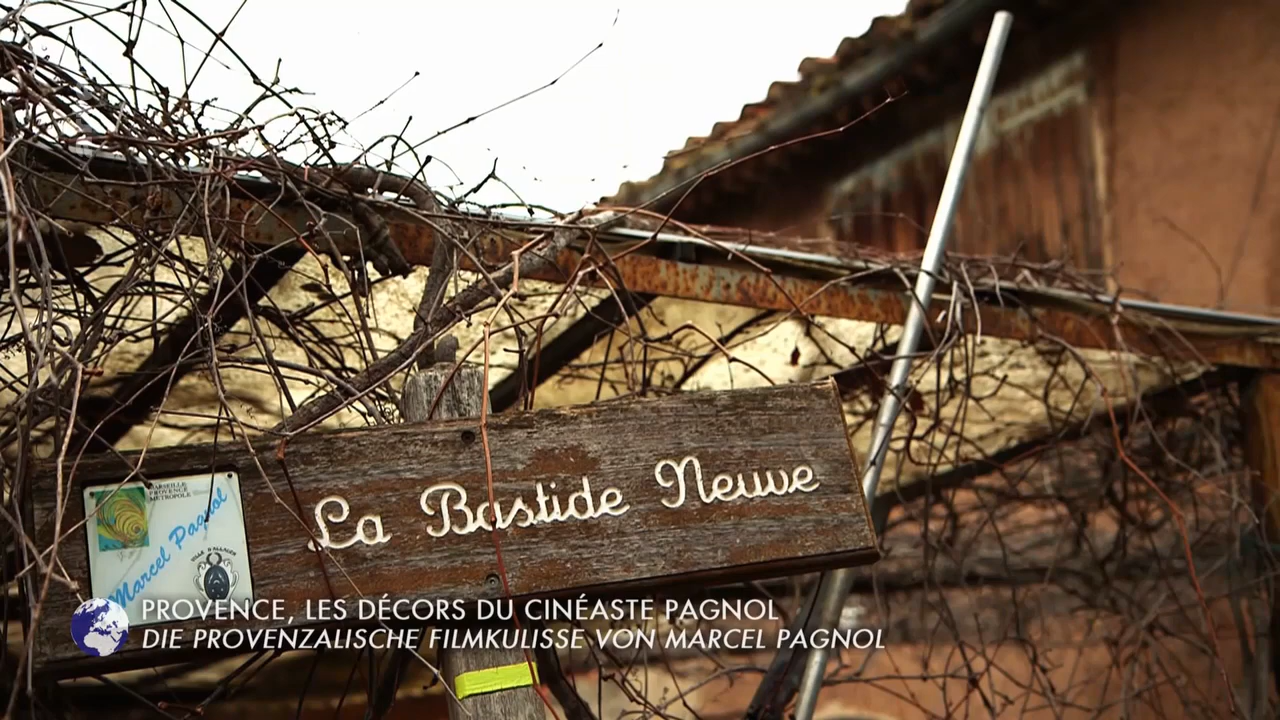 La Bastide Neuve
MARSEILLE
PROVENCE
METROPOLE
Marcel Pagnol
VILLE D'ALLAUCH
PROVENCE, LES DÉCORS DU CINÉASTE PAGNOL
DIE PROVENZALISCHE FILMKULISSE VON MARCEL PAGNOL